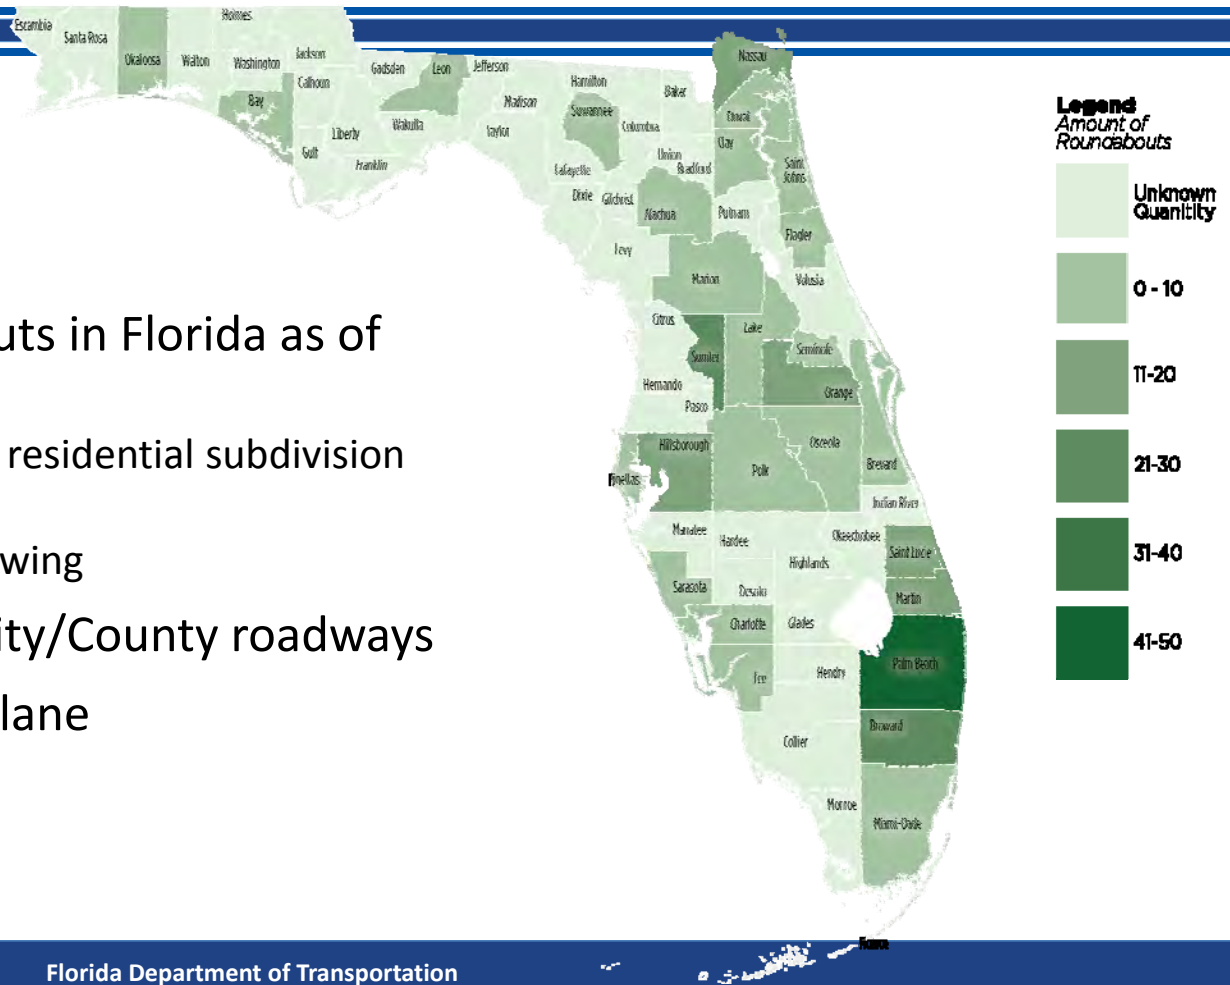 Escambia
Santa Rosa
Okaloosa
Walton
Holmes
Washington
Jackson
Calhoun
Bay
Gulf
Liberty
Gadsden
Leon
Wakulla
Franklin
Jefferson
Madison
Taylor
Hamilton
Suwannee
Columbia
Lafayette
Dixie
Gilchrist
Baker
Union
Bradford
Nassau
Duval
Clay
Saint
Johns
Alachua
Putnam
Flagler
Levy
Marion
Volusia
Citrus
Sumter
Lake
Seminole
Orange
Hernando
Pasco
Hillsborough
Pinellas
Polk
Osceola
Brevard
Indian River
Manatee
Hardee
Okeechobee
Highlands
Saint Lucie
Sarasota
Desoto
Martin
Charlotte
Glades
Lee
Hendry
Palm Beach
Broward
Collier
Monroe
Miami-Dade
Legend
Amount of
Roundabouts
Unknown
Quanitity
0 - 10
11-20
21-30
31-40
41-50
uts in Florida as of
residential subdivision
wing
ity/County roadways
lane
Florida Department of Transportation